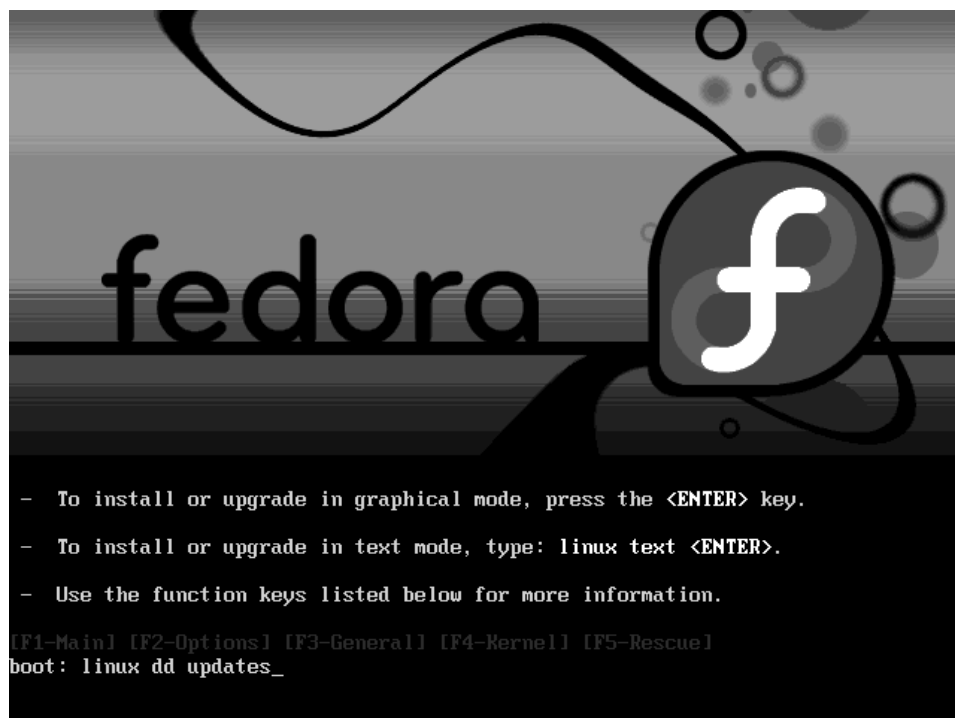 fedora
- To install or upgrade in graphical mode, press the <ENTER> key.
- To install or upgrade in text mode, type: linux text <ENTER>.
- Use the function keys listed below for more information.
[F1-Main] [F2-Options] [F3-General] [F4-Kernel] [F5-Rescue]
boot: linux dd updates_